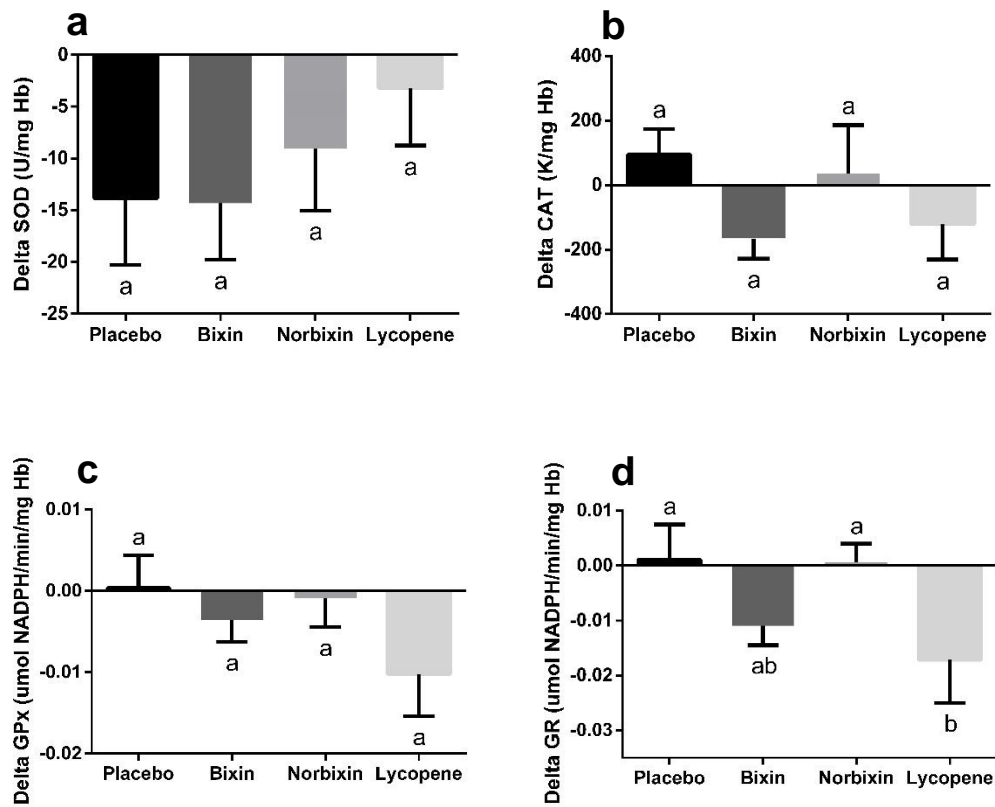 a
Delta SOD (U/mg Hb)
0
-5
-10
-15
-20
-25
a
a
a
a
Placebo Bixin Norbixin Lycopene
b
Delta CAT (K/mg Hb)
400
200
0
-200
-400
a
a
a
a
Placebo Bixin Norbixin Lycopene
c
Delta GPx (umol NADPH/min/mg Hb)
0.01
0.00
-0.01
-0.02
a
a
a
a
Placebo Bixin Norbixin Lycopene
d
Delta GR (umol NADPH/min/mg Hb)
0.01
0.00
-0.01
-0.02
-0.03
a
ab
a
b
Placebo Bixin Norbixin Lycopene